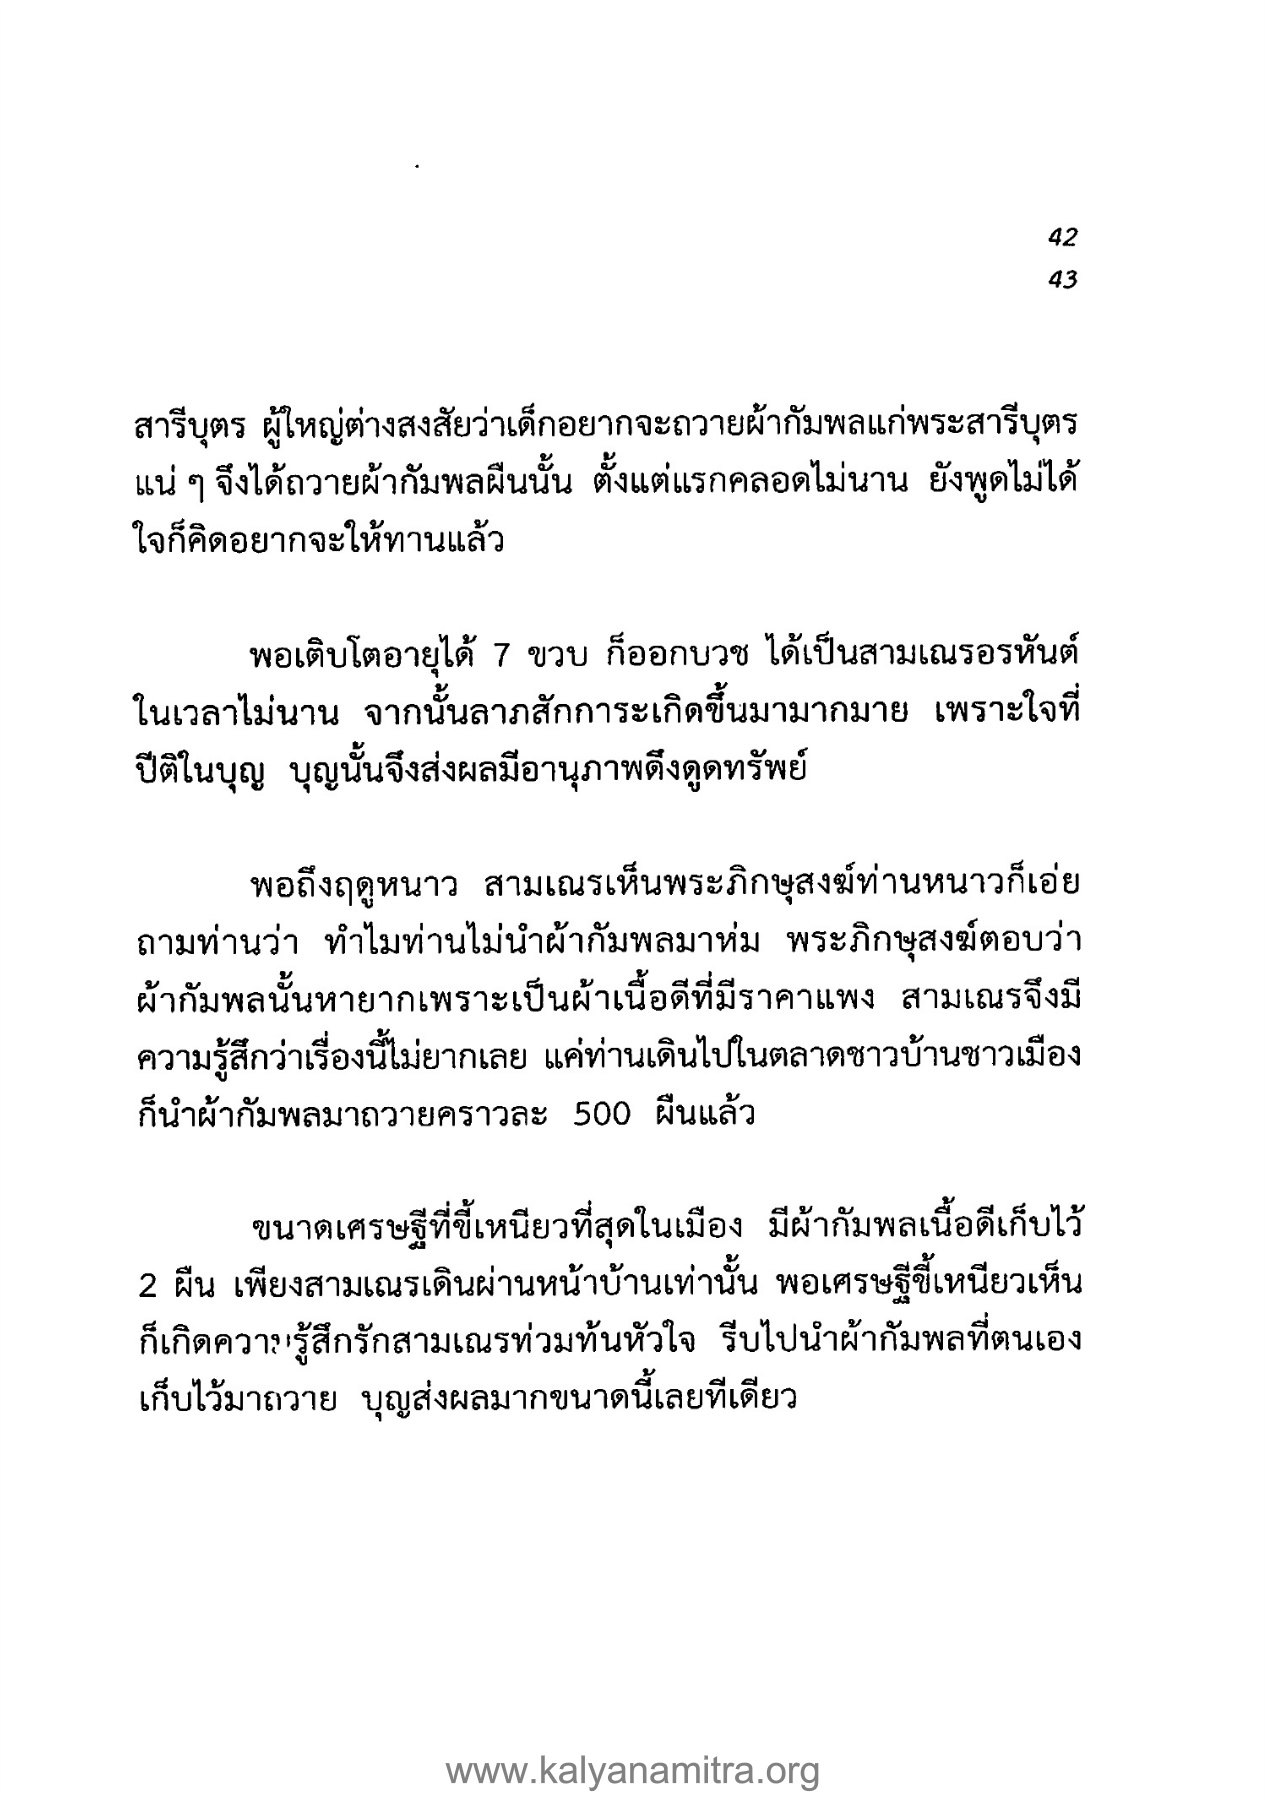 42
43
สารีบุตร ผู้ใหญ่ต่างสงสัยว่าเด็กอยากจะถวายผ้ากัมพลแก่พระสารีบุตร
แน่ ๆ จึงได้ถวายผ้ากัมพลผืนนั้น ตั้งแต่แรกคลอดไม่นาน ยังพูดไม่ได้
ใจก็คิดอยากจะให้ทานแล้ว
พอเติบโตอายุได้ 7 ขวบ ก็ออกบวช ได้เป็นสามเณรอรหันต์
ในเวลาไม่นาน จากนั้นลาภสักการะเกิดขึ้นมามากมาย เพราะใจที่
ปีติในบุญ บุญนั้นจึงส่งผลมีอานุภาพดึงดูดทรัพย์
พอถึงฤดูหนาว สามเณรเห็นพระภิกษุสงฆ์ท่านหนาวก็เอ่ย
ถามท่านว่า ทำไมท่านไม่นำผ้ากัมพลมาห่ม พระภิกษุสงฆ์ตอบว่า
ผ้ากัมพลนั้นหายากเพราะเป็นผ้าเนื้อดีที่มีราคาแพง สามเณรจึงมี
ความรู้สึกว่าเรื่องนี้ไม่ยากเลย แค่ท่านเดินไปในตลาดชาวบ้านชาวเมือง
ก็นำผ้ากัมพลมาถวายคราวละ 500 ผืนแล้ว
ขนาดเศรษฐีที่ขี้เหนียวที่สุดในเมือง มีผ้ากัมพลเนื้อดีเก็บไว้
2 ผืน เพียงสามเณรเดินผ่านหน้าบ้านเท่านั้น พอเศรษฐีขี้เหนียวเห็น
ก็เกิดความรู้สึกรักสามเณรท่วมท้นหัวใจ รีบไปนำผ้ากัมพลที่ตนเอง
เก็บไว้มาถวาย บุญส่งผลมากขนาดนี้เลยทีเดียว
www.kalyanamitra.org